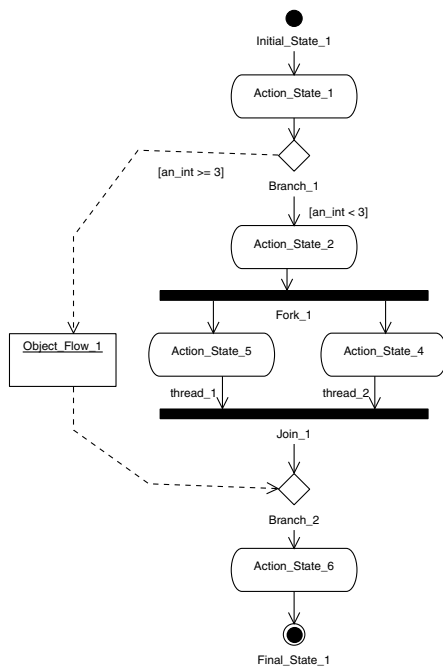 Initial_State_1
Action_State_1
[an_int >= 3]
Branch_1
[an_int < 3]
Action_State_2
Fork_1
Object_Flow_1
Action_State_5
Action_State_4
thread_1
thread_2
Join_1
Branch_2
Action_State_6
Final_State_1